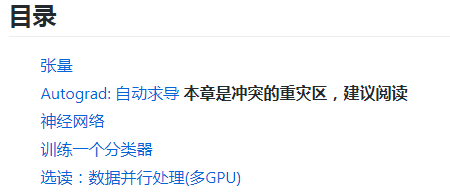 目录
张量
Autograd: 自动求导 本章是冲突的重灾区，建议阅读
神经网络
训练一个分类器
选读：数据并行处理(多GPU)